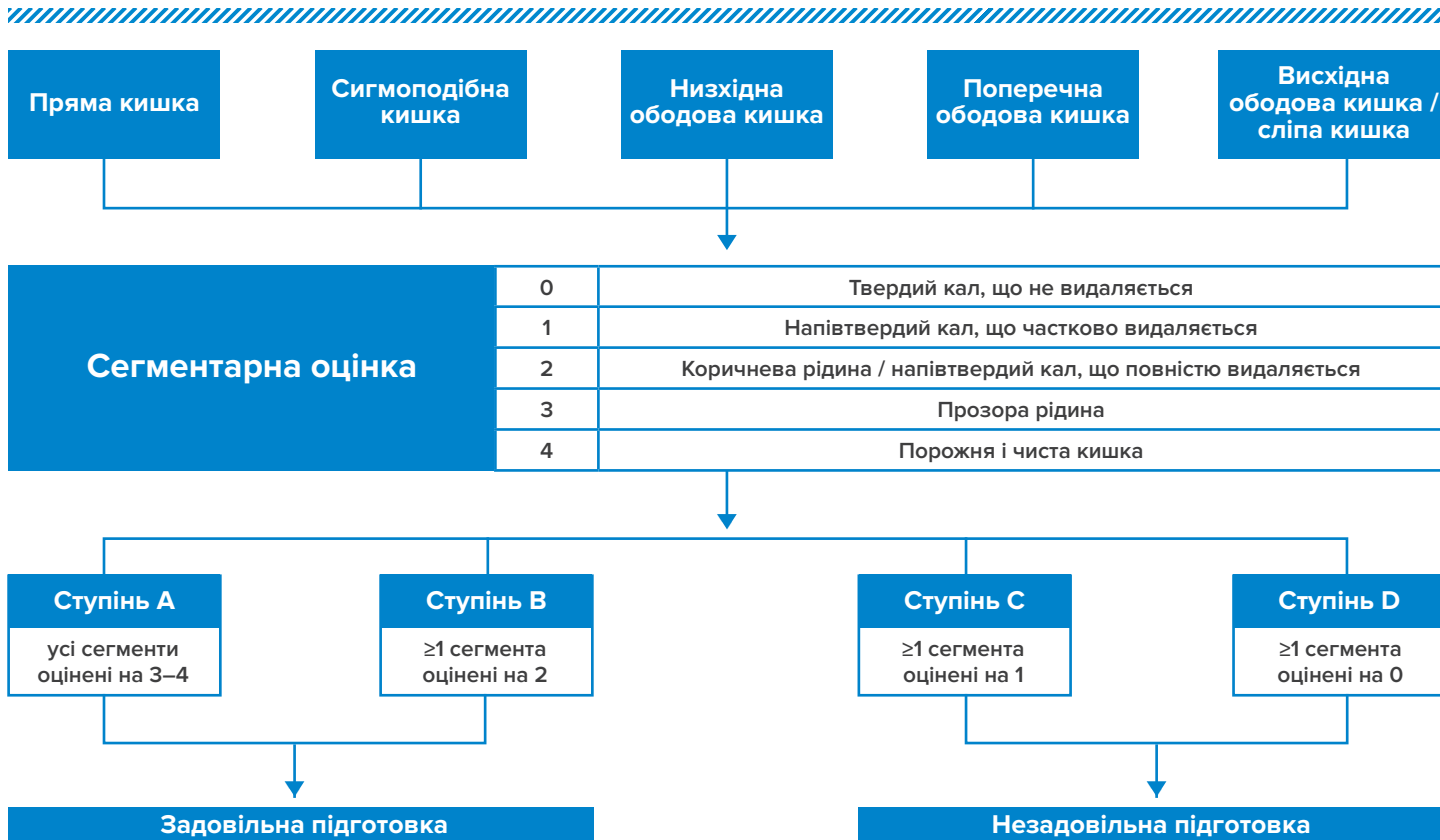 Пряма кишка
Сигмоподібна
кишка
Низхідна
ободова кишка
Поперечна
ободова кишка
Висхідна
ободова кишка /
сліпа кишка
Сегментарна оцінка
0
Твердий кал, що не видаляється
1
Напівтвердий кал, що частково видаляється
2
Коричнева рідина / напівтвердий кал, що повністю видаляється
3
Прозора рідина
4
Порожня і чиста кишка
Ступінь A
усі сегменти
оцінені на 3–4
Ступінь B
≥1 сегмента
оцінені на 2
Ступінь C
≥1 сегмента
оцінені на 1
Ступінь D
≥1 сегмента
оцінені на 0
Задовільна підготовка
Незадовільна підготовка